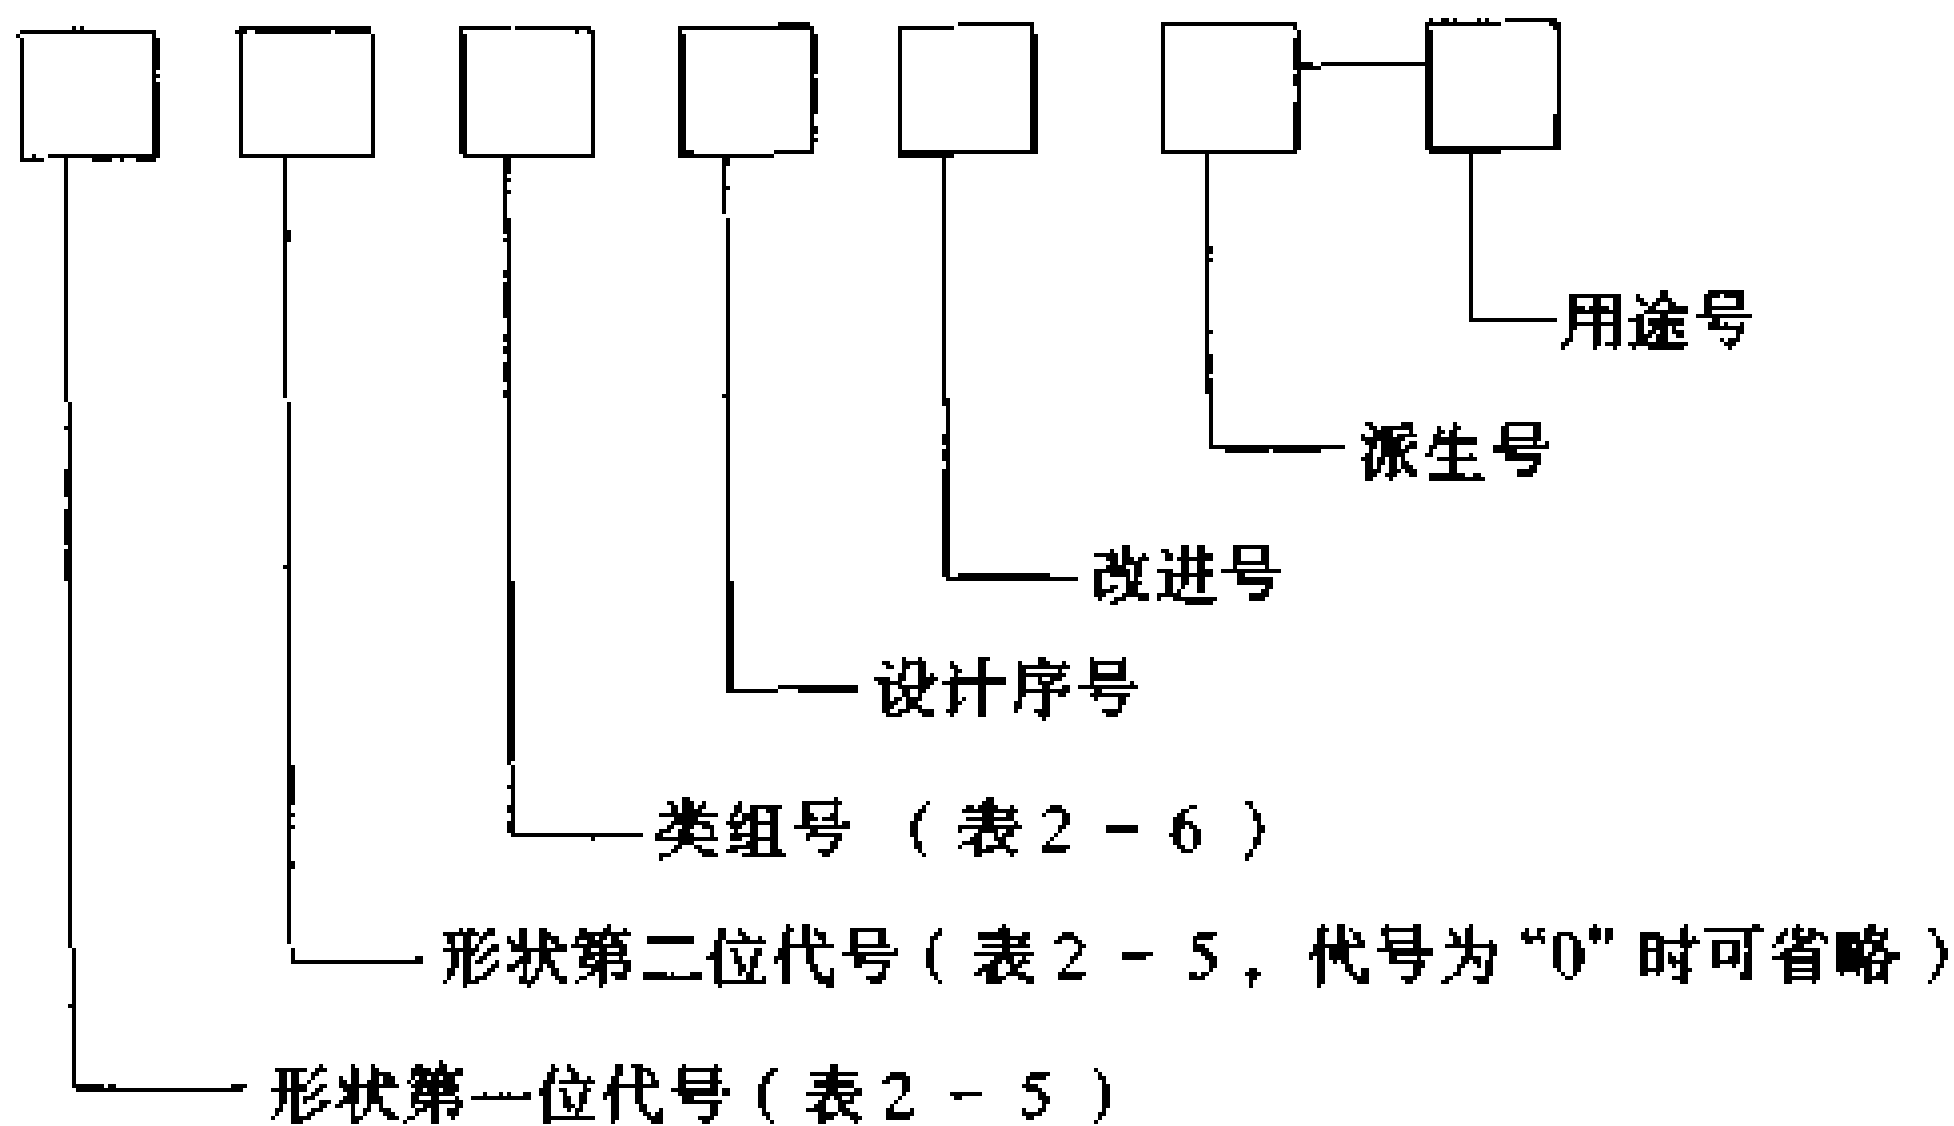 用途号
派生号
改进号
设计序号
类组号（表2-6）
形状第二位代号（表2-5，代号为“0”时可省略）
形状第一位代号（表2-5）